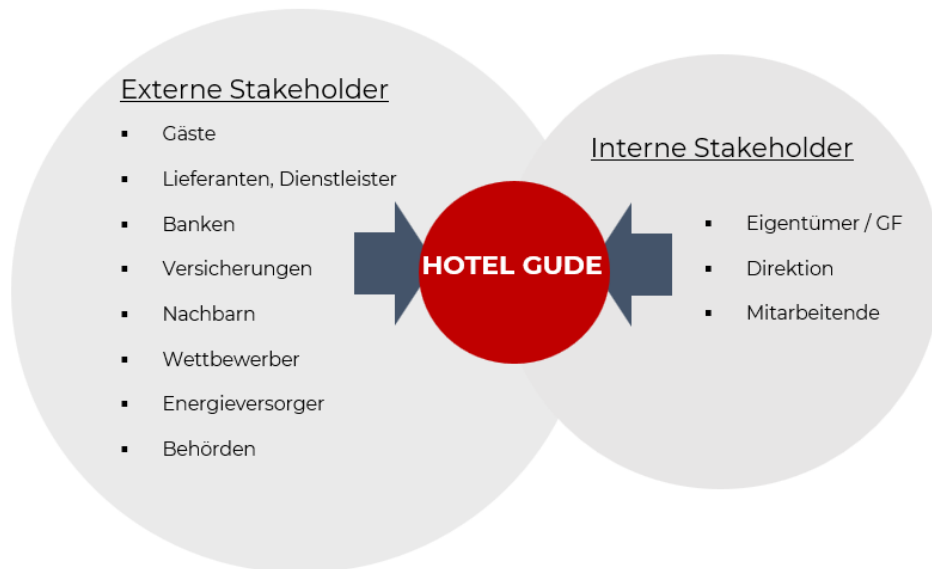 Externe Stakeholder
▪ Gäste
▪ Lieferanten, Dienstleister
▪ Banken
▪ Versicherungen
▪ Nachbarn
▪ Wettbewerber
▪ Energieversorger
▪ Behörden
HOTEL GUDE
Interne Stakeholder
▪ Eigentümer / GF
▪ Direktion
▪ Mitarbeitende